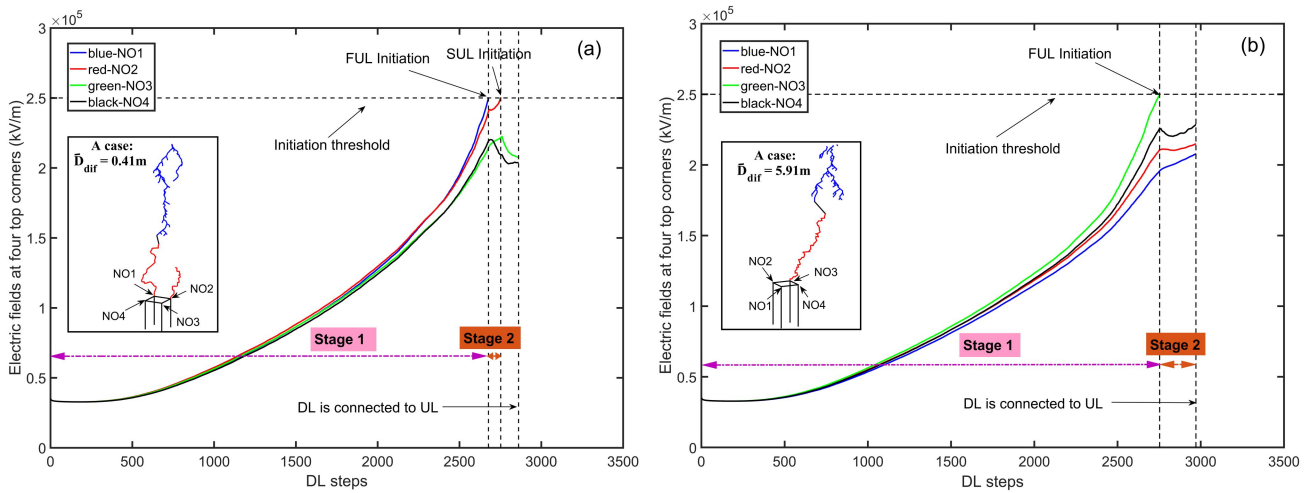 ×10⁵
3
2.5
2
1.5
1
0.5
0
0
500
1000
1500
2000
2500
3000
3500
Electric fields at four top corners (kV/m)
DL steps
blue-NO1
red-NO2
green-NO3
black-NO4
(a)
FUL Initiation
SUL Initiation
Initiation threshold
A case:
D̄dif = 0.41m
NO1
NO2
NO4
NO3
Stage 1
Stage 2
DL is connected to UL
×10⁵
3
2.5
2
1.5
1
0.5
0
0
500
1000
1500
2000
2500
3000
3500
Electric fields at four top corners (kV/m)
DL steps
blue-NO1
red-NO2
green-NO3
black-NO4
(b)
FUL Initiation
Initiation threshold
A case:
D̄dif = 5.91m
NO2
NO3
NO1
NO4
Stage 1
Stage 2
DL is connected to UL